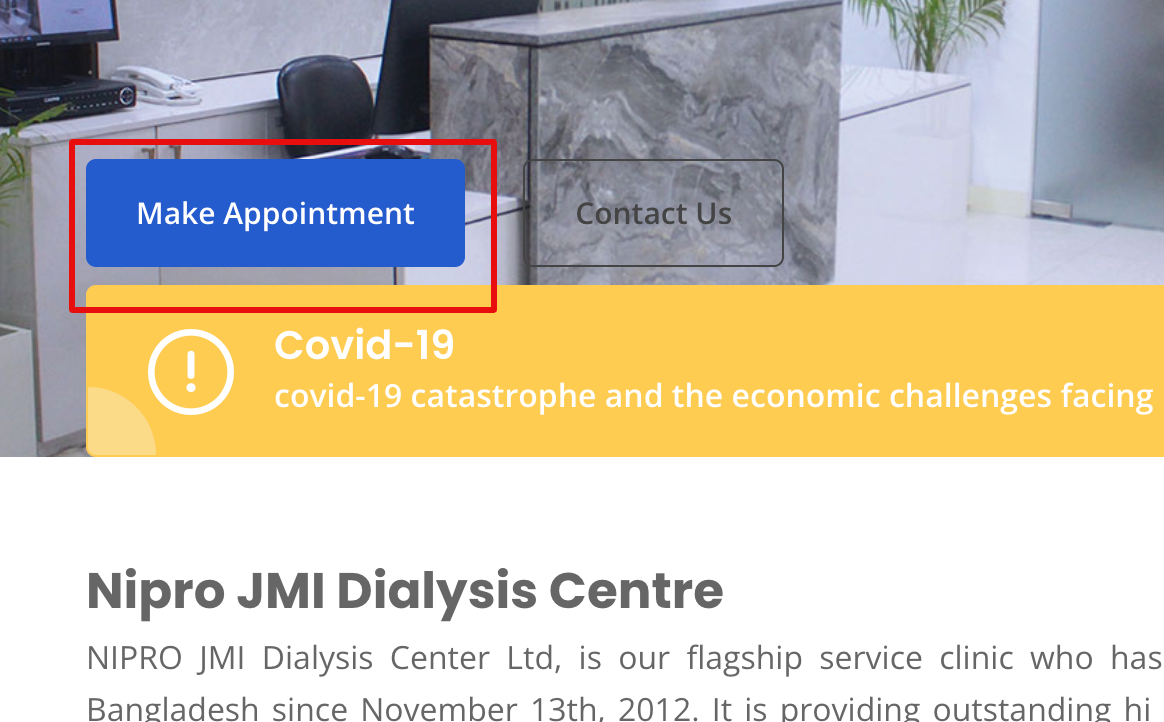 Make Appointment
Contact Us
Covid-19
covid-19 catastrophe and the economic challenges facing
Nipro JMI Dialysis Centre
NIPRO JMI Dialysis Center Ltd, is our flagship service clinic who has
Bangladesh since November 13th, 2012. It is providing outstanding hi